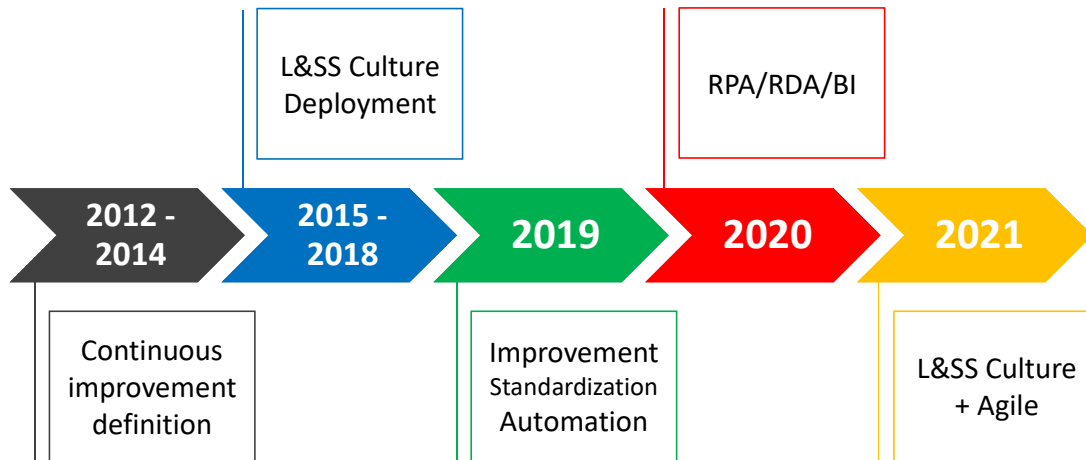 L&SS Culture
Deployment
RPA/RDA/BI
2012 -
2014
2015 -
2018
2019
2020
2021
Continuous
improvement
definition
Improvement
Standardization
Automation
L&SS Culture
+ Agile